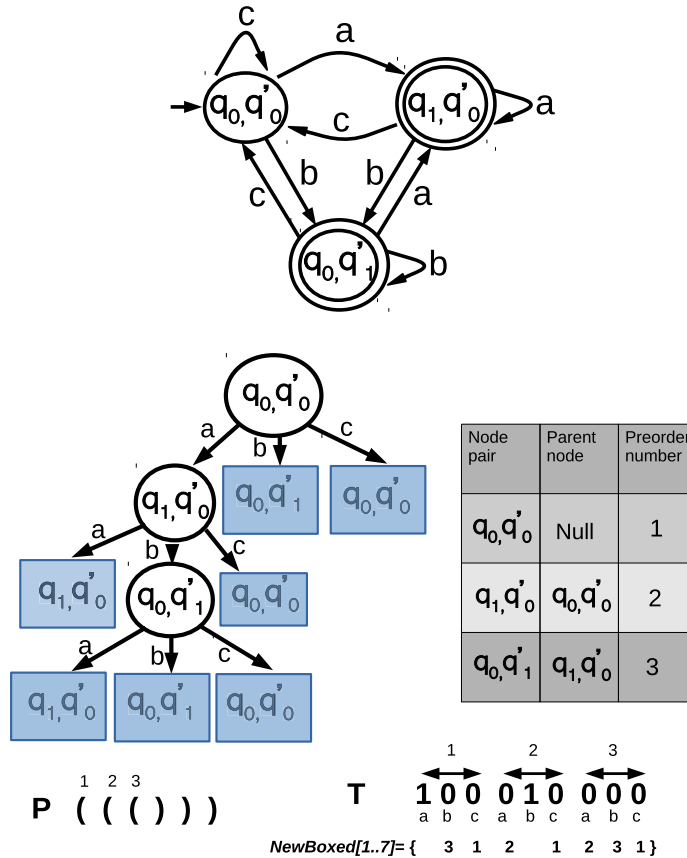 c
a
q0,q'0
q1,q'0
a
c
b
b
c
a
q0,q'1
b
q0,q'0
a
b
c
q1,q'0
q0,q'1
q0,q'0
a
b
c
q1,q'0
q0,q'1
q0,q'0
a
b
c
q1,q'0
q0,q'1
q0,q'0
Node pair
Parent node
Preorder number
q0,q'0 Null 1
q1,q'0 q0,q'0 2
q0,q'1 q1,q'0 3
1 2 3
P ( ( ( ) ) )
1 2 3
T 1 0 0 0 1 0 0 0 0
a b c a b c a b c
NewBoxed[1..7]= { 3 1 2 1 2 3 1 }